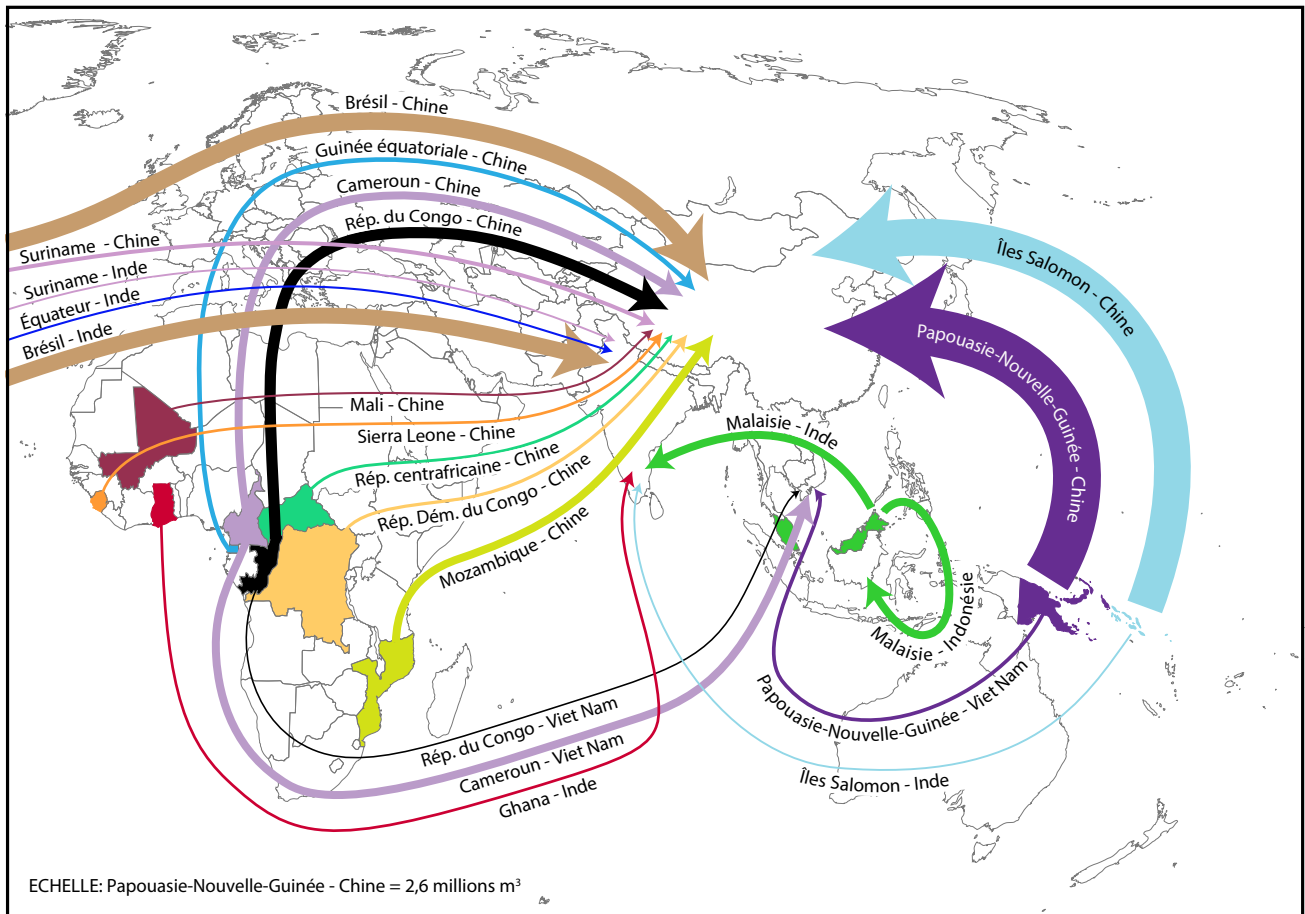 Brésil - Chine
Guinée équatoriale - Chine
Cameroun - Chine
Rép. du Congo - Chine
Suriname - Chine
Suriname - Inde
Équateur - Inde
Brésil - Inde
Îles Salomon - Chine
Papouasie-Nouvelle-Guinée - Chine
Mali - Chine
Sierra Leone - Chine
Rép. centrafricaine - Chine
Rép. Dém. du Congo - Chine
Mozambique - Chine
Malaisie - Inde
Malaisie - Indonésie
Papouasie-Nouvelle-Guinée - Viet Nam
Rép. du Congo - Viet Nam
Cameroun - Viet Nam
Ghana - Inde
Îles Salomon - Inde
ECHELLE: Papouasie-Nouvelle-Guinée - Chine = 2,6 millions m³